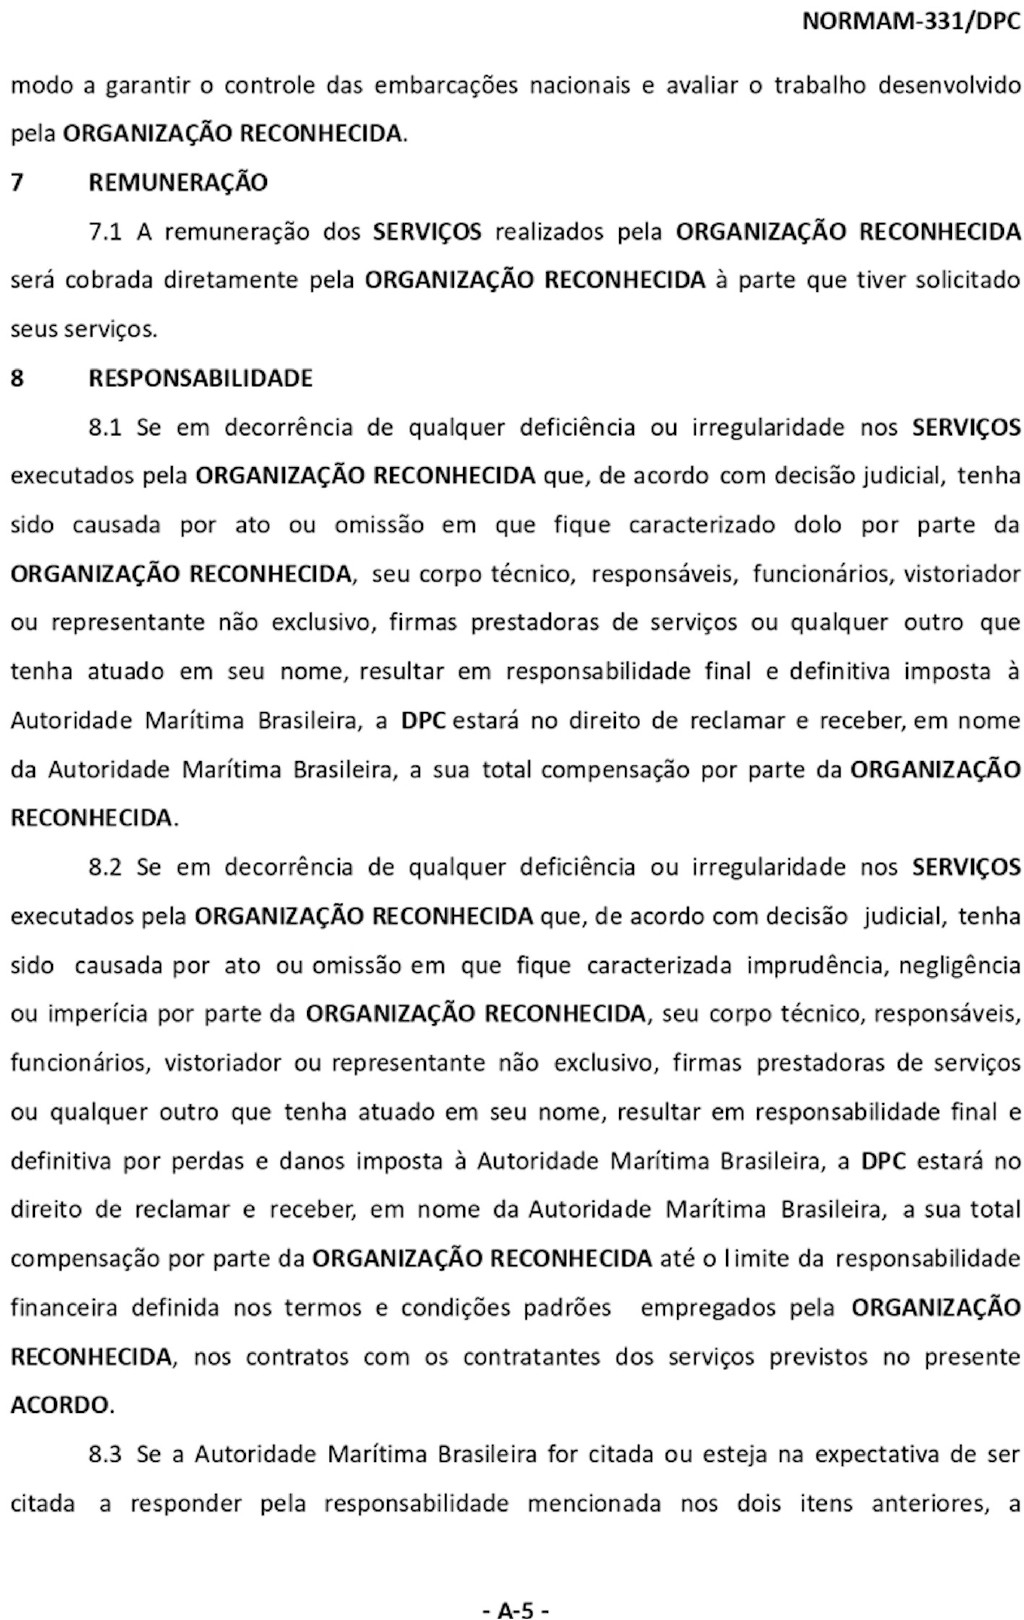 NORMAM-331/DPC
modo a garantir o controle das embarcações nacionais e avaliar o trabalho desenvolvido
pela ORGANIZAÇÃO RECONHECIDA.
7 REMUNERAÇÃO
7.1 A remuneração dos SERVIÇOS realizados pela ORGANIZAÇÃO RECONHECIDA
será cobrada diretamente pela ORGANIZAÇÃO RECONHECIDA à parte que tiver solicitado
seus serviços.
8 RESPONSABILIDADE
8.1 Se em decorrência de qualquer deficiência ou irregularidade nos SERVIÇOS
executados pela ORGANIZAÇÃO RECONHECIDA que, de acordo com decisão judicial, tenha
sido causada por ato ou omissão em que fique caracterizado dolo por parte da
ORGANIZAÇÃO RECONHECIDA, seu corpo técnico, responsáveis, funcionários, vistoriador
ou representante não exclusivo, firmas prestadoras de serviços ou qualquer outro que
tenha atuado em seu nome, resultar em responsabilidade final e definitiva imposta à
Autoridade Marítima Brasileira, a DPC estará no direito de reclamar e receber, em nome
da Autoridade Marítima Brasileira, a sua total compensação por parte da ORGANIZAÇÃO
RECONHECIDA.
8.2 Se em decorrência de qualquer deficiência ou irregularidade nos SERVIÇOS
executados pela ORGANIZAÇÃO RECONHECIDA que, de acordo com decisão judicial, tenha
sido causada por ato ou omissão em que fique caracterizada imprudência, negligência
ou imperícia por parte da ORGANIZAÇÃO RECONHECIDA, seu corpo técnico, responsáveis,
funcionários, vistoriador ou representante não exclusivo, firmas prestadoras de serviços
ou qualquer outro que tenha atuado em seu nome, resultar em responsabilidade final e
definitiva por perdas e danos imposta à Autoridade Marítima Brasileira, a DPC estará no
direito de reclamar e receber, em nome da Autoridade Marítima Brasileira, a sua total
compensação por parte da ORGANIZAÇÃO RECONHECIDA até o limite da responsabilidade
financeira definida nos termos e condições padrões empregados pela ORGANIZAÇÃO
RECONHECIDA, nos contratos com os contratantes dos serviços previstos no presente
ACORDO.
8.3 Se a Autoridade Marítima Brasileira for citada ou esteja na expectativa de ser
citada a responder pela responsabilidade mencionada nos dois itens anteriores, a
- A-5 -